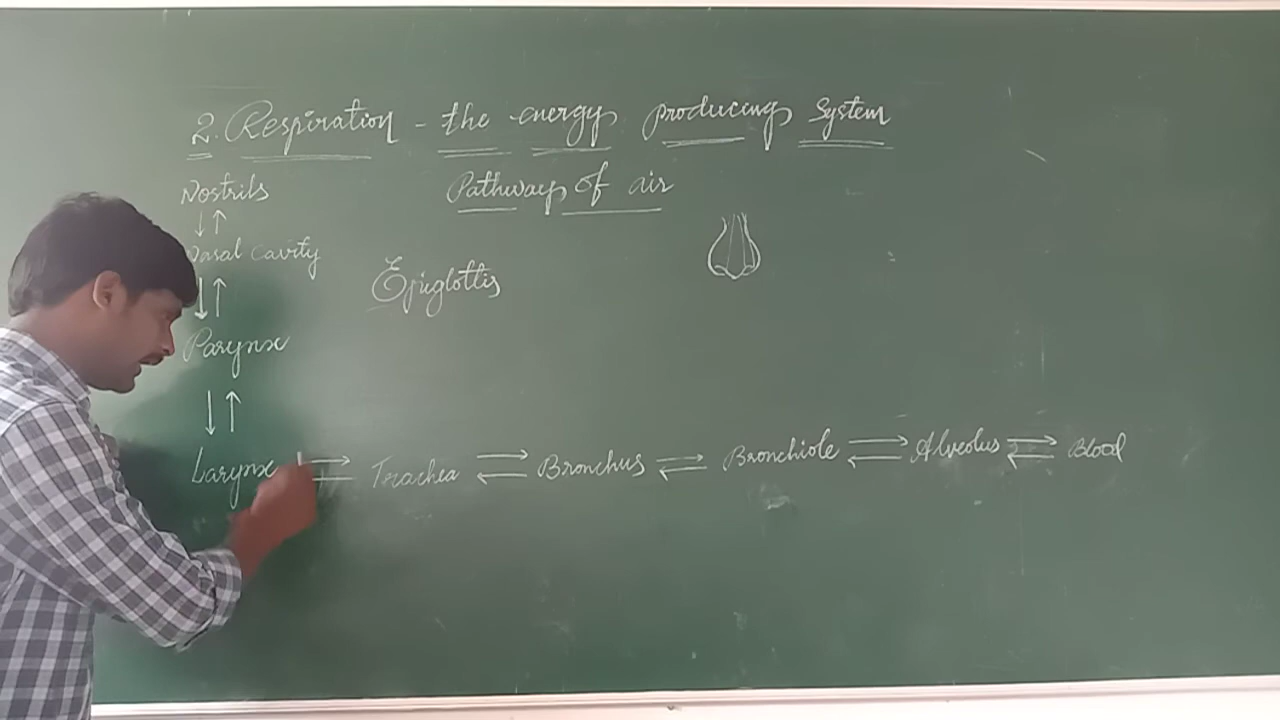 2. Respiration - the energy producing System
Pathway of air
Nostrils
↓↑
Nasal cavity
↓↑
Epiglottis
Parynx
↓↑
Larynx ⇄ Trachea ⇄ Bronchus ⇄ Bronchiole ⇄ Alveolus ⇄ Blood